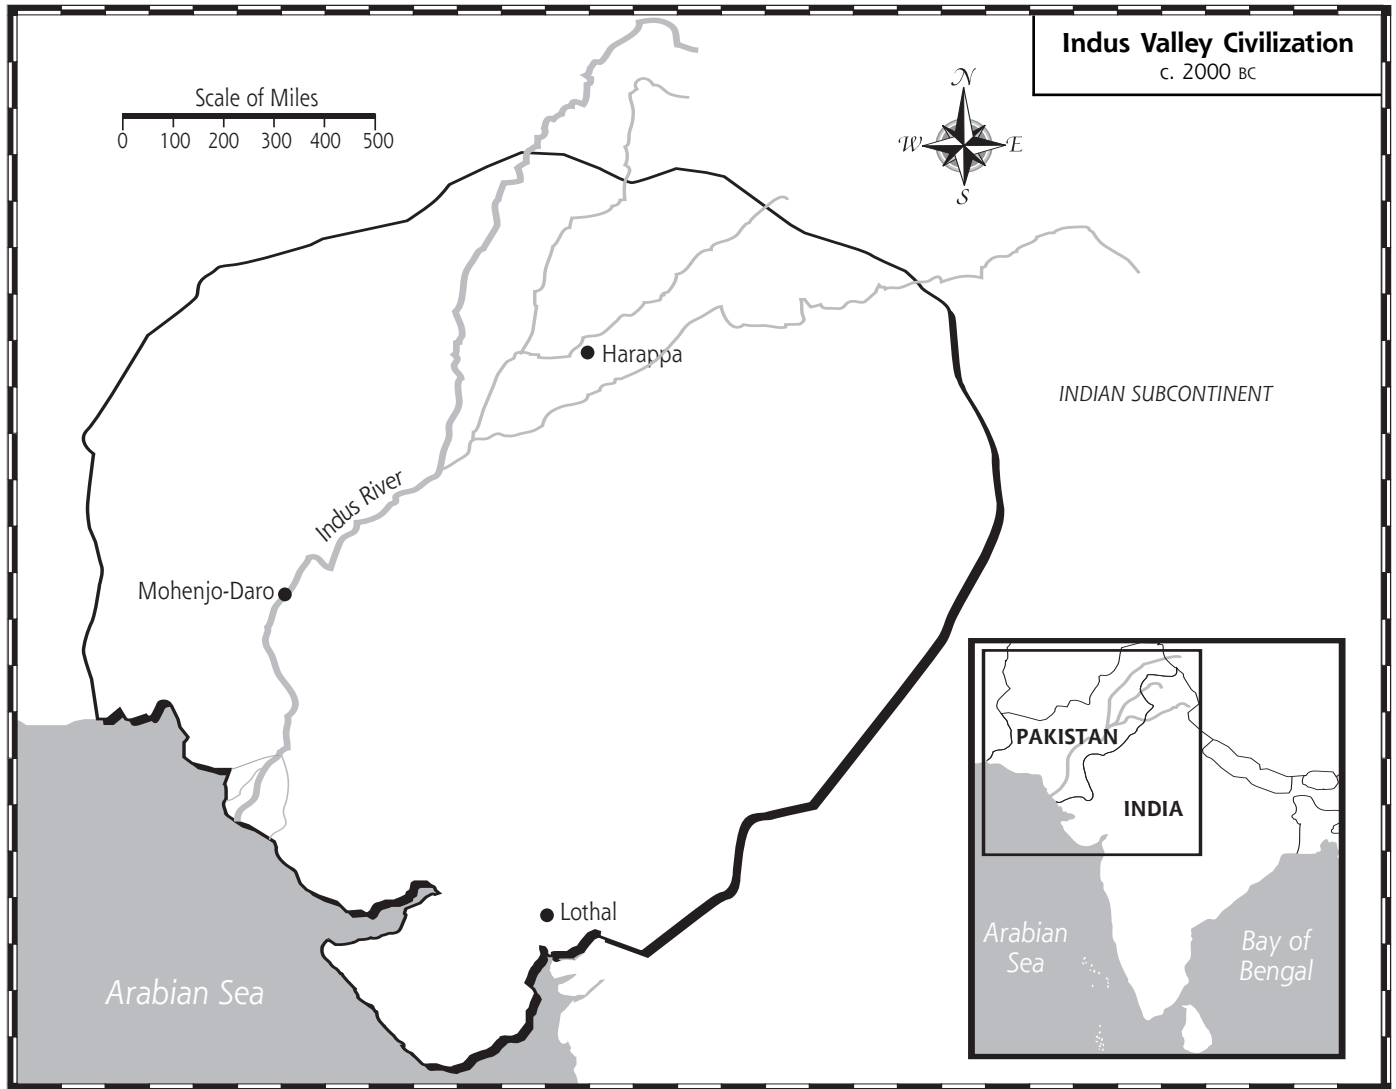 Indus Valley Civilization
c. 2000 BC
Scale of Miles
0 100 200 300 400 500
N
W E
S
Harappa
INDIAN SUBCONTINENT
Indus River
Mohenjo-Daro
PAKISTAN
INDIA
Lothal
Arabian
Sea
Bay of
Bengal
Arabian Sea